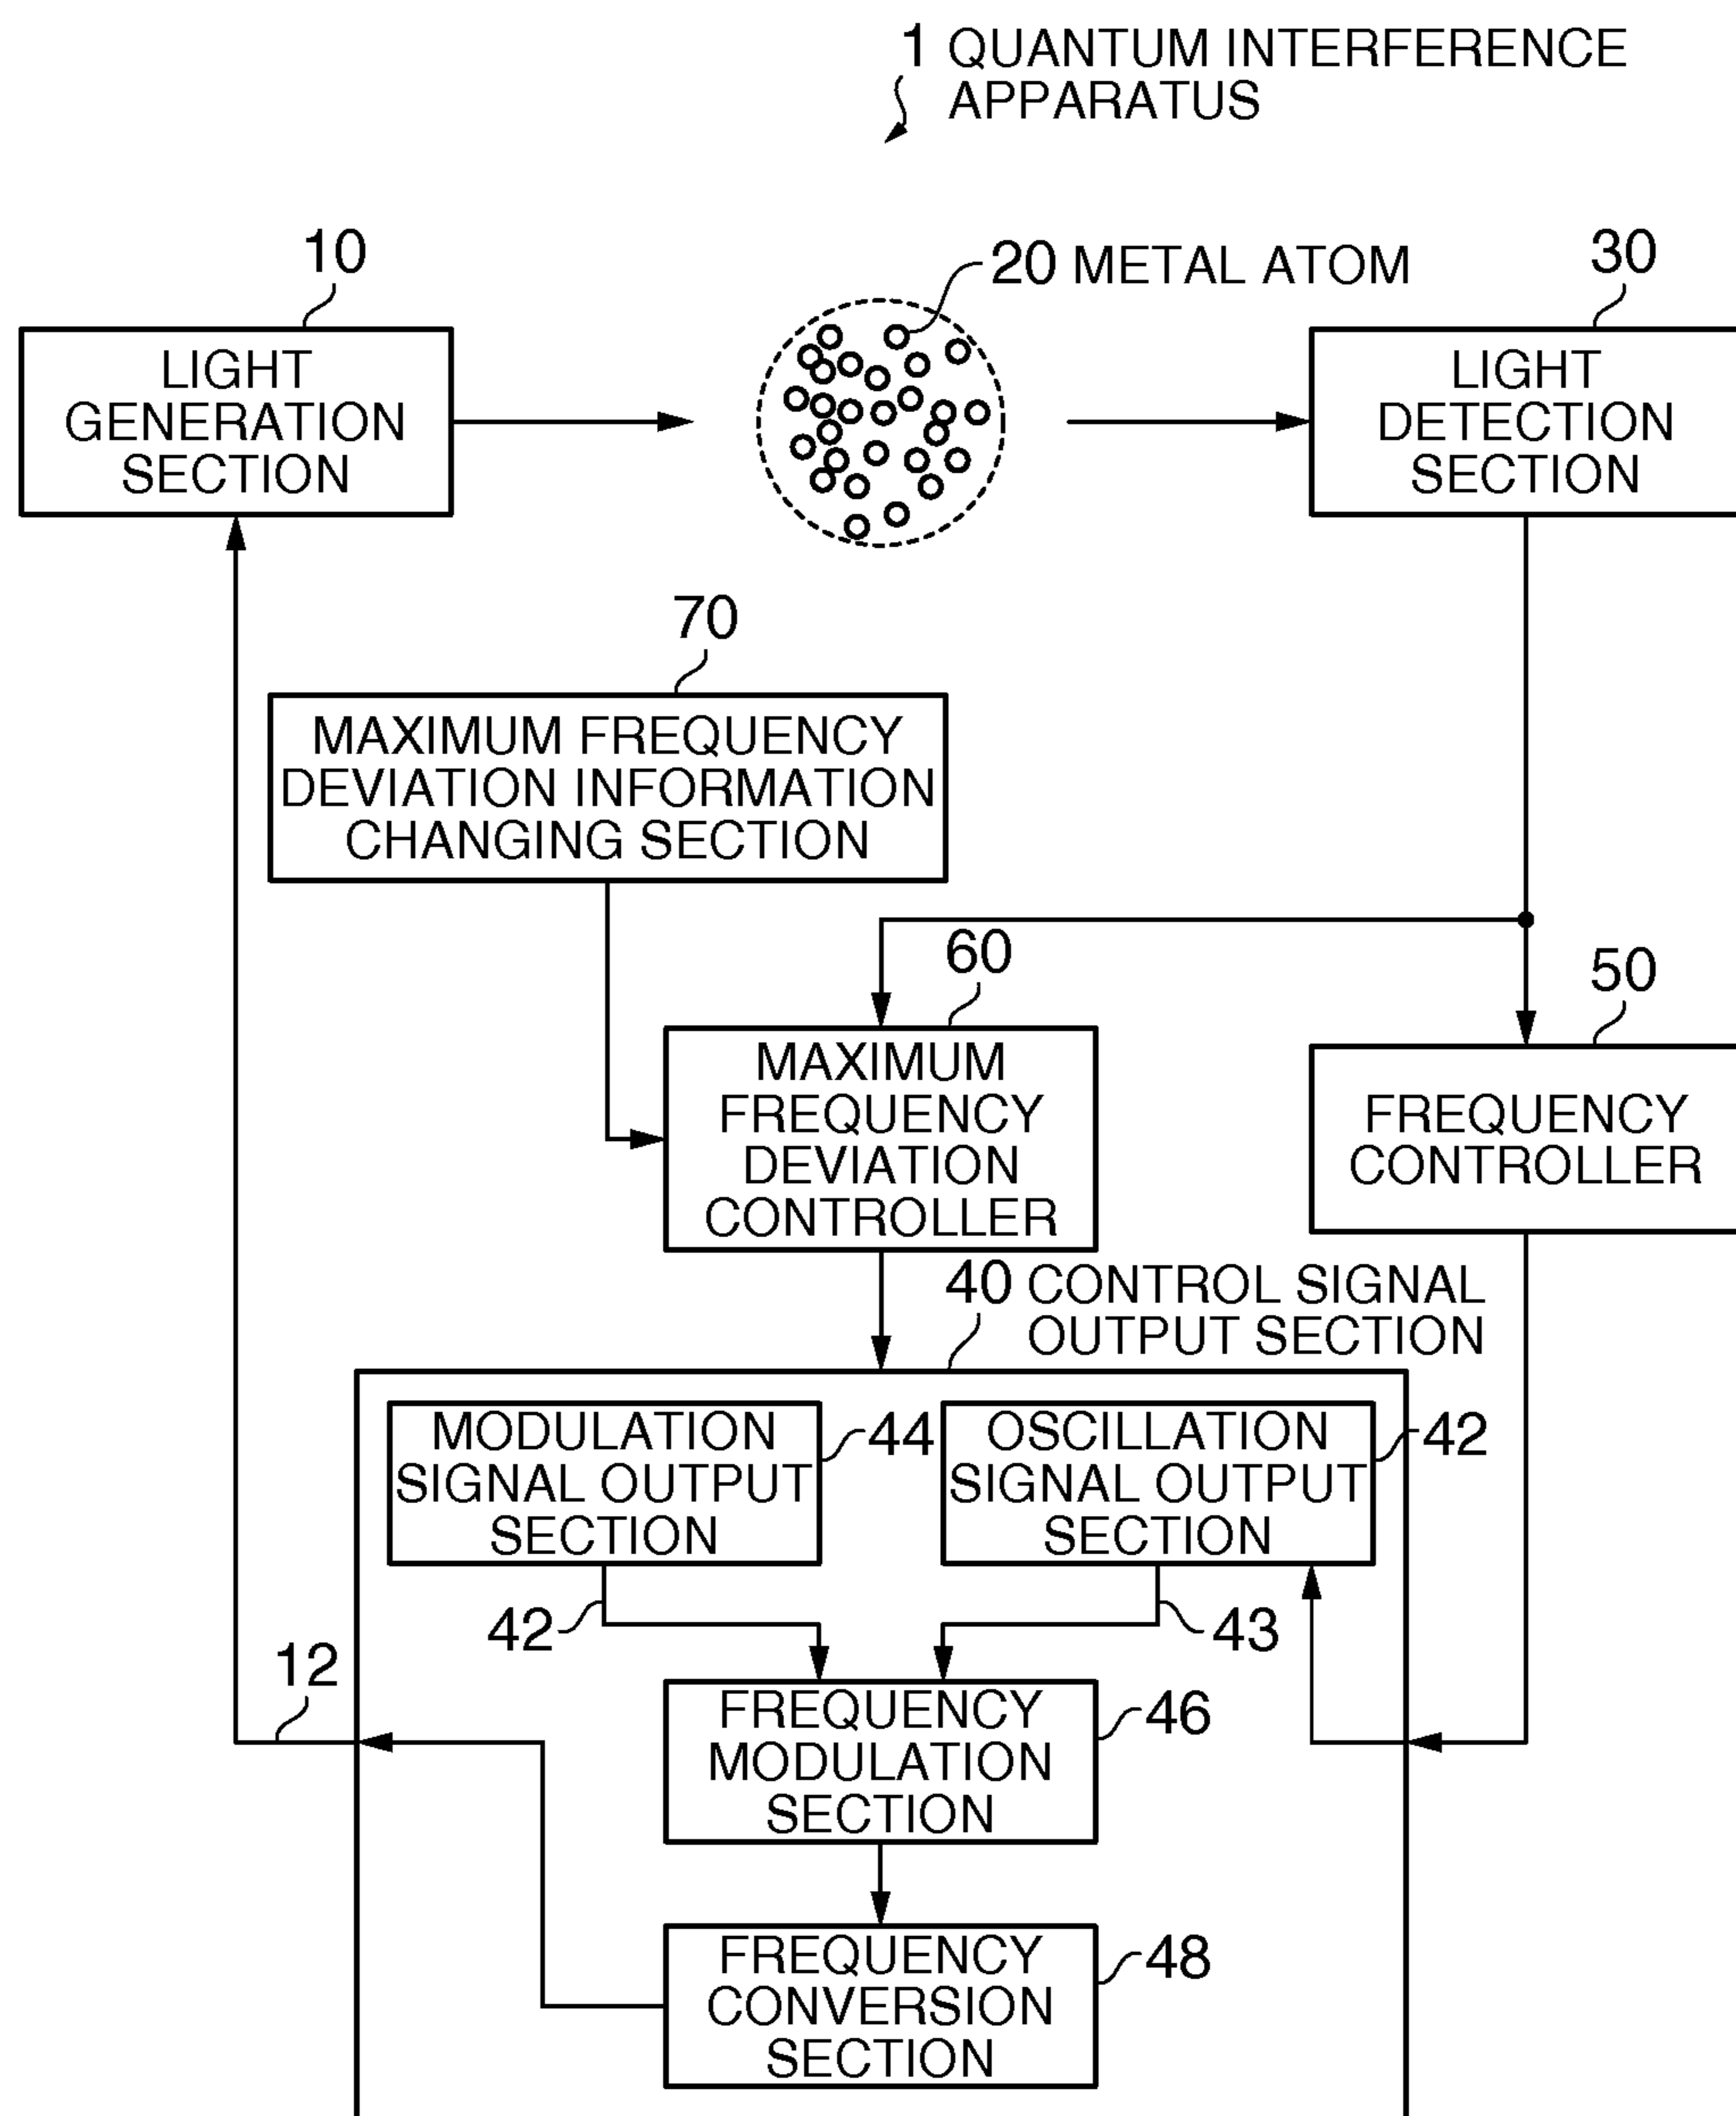 1 QUANTUM INTERFERENCE
APPARATUS
10
20 METAL ATOM
30
LIGHT
GENERATION
SECTION
LIGHT
DETECTION
SECTION
70
MAXIMUM FREQUENCY
DEVIATION INFORMATION
CHANGING SECTION
60
50
MAXIMUM
FREQUENCY
DEVIATION
CONTROLLER
FREQUENCY
CONTROLLER
40 CONTROL SIGNAL
OUTPUT SECTION
MODULATION
SIGNAL OUTPUT
SECTION
44
OSCILLATION
SIGNAL OUTPUT
SECTION
42
42
43
12
FREQUENCY
MODULATION
SECTION
46
FREQUENCY
CONVERSION
SECTION
48